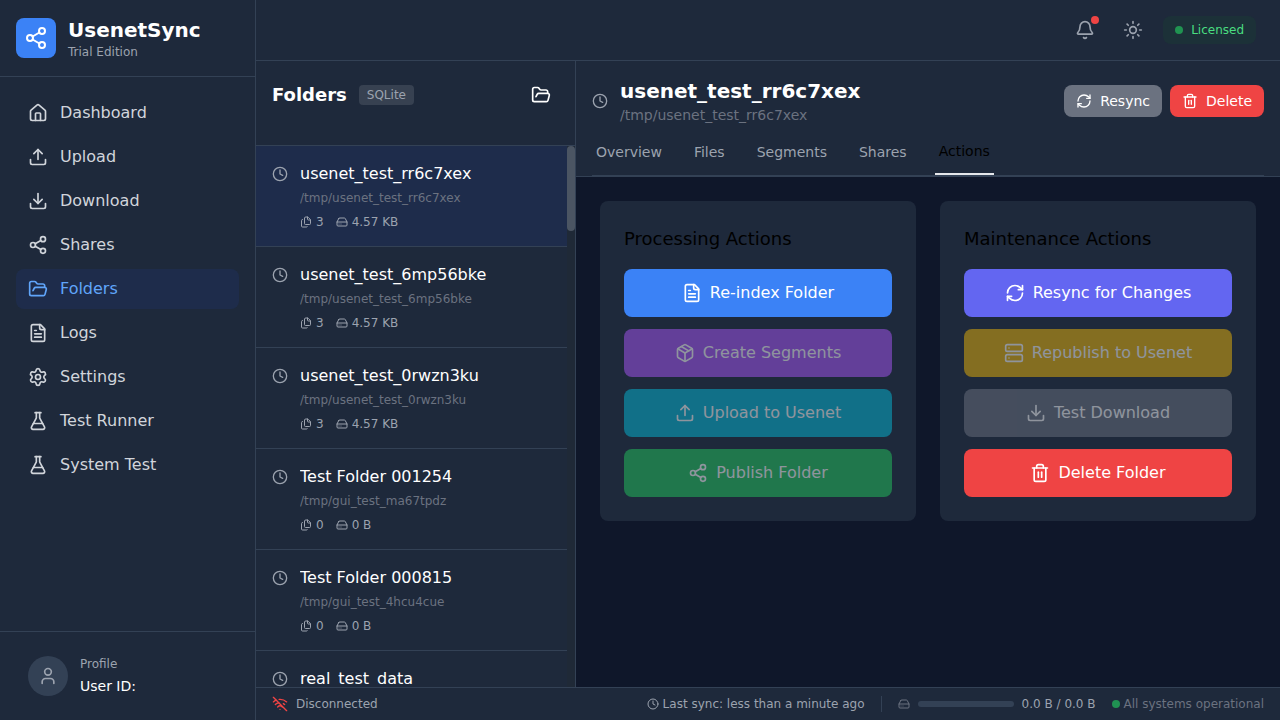 UsenetSync
Trial Edition
Dashboard
Upload
Download
Shares
Folders
Logs
Settings
Test Runner
System Test
Profile
User ID:
Licensed
Folders
SQLite
usenet_test_rr6c7xex
/tmp/usenet_test_rr6c7xex
3 4.57 KB
usenet_test_6mp56bke
/tmp/usenet_test_6mp56bke
3 4.57 KB
usenet_test_0rwzn3ku
/tmp/usenet_test_0rwzn3ku
3 4.57 KB
Test Folder 001254
/tmp/gui_test_ma67tpdz
0 0 B
Test Folder 000815
/tmp/gui_test_4hcu4cue
0 0 B
real_test_data
usenet_test_rr6c7xex
/tmp/usenet_test_rr6c7xex
Resync
Delete
Overview Files Segments Shares Actions
Processing Actions
Re-index Folder
Create Segments
Upload to Usenet
Publish Folder
Maintenance Actions
Resync for Changes
Republish to Usenet
Test Download
Delete Folder
Disconnected
Last sync: less than a minute ago
0.0 B / 0.0 B
All systems operational